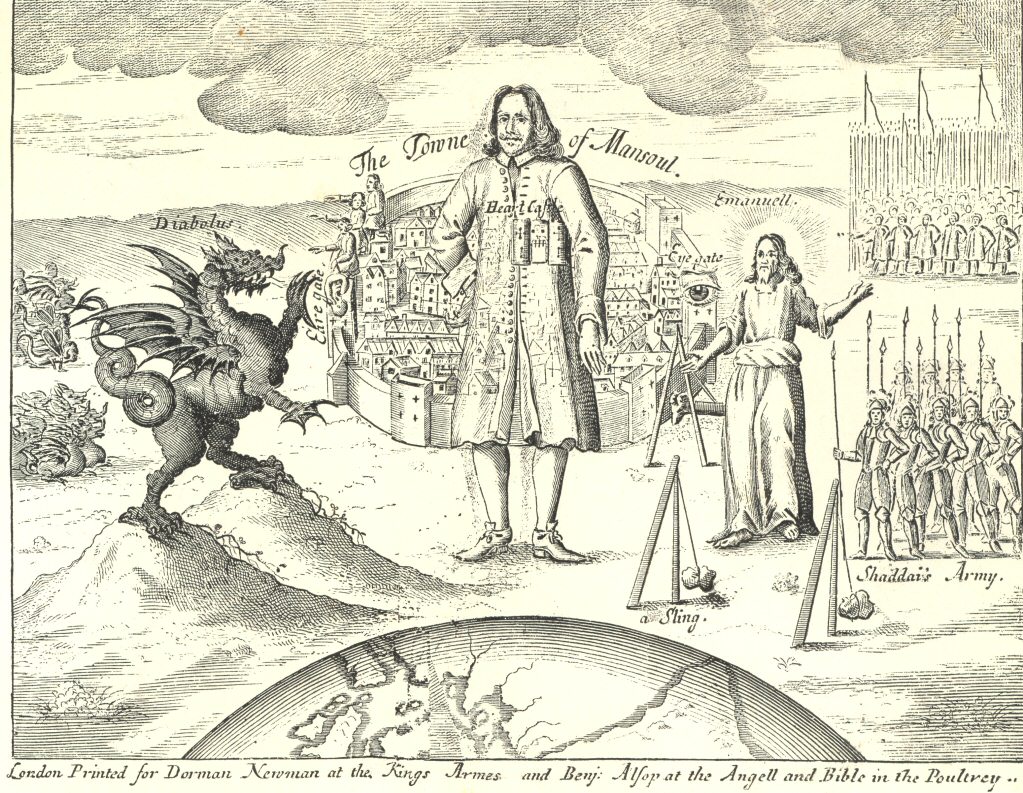 The Towne of Mansoul.
Diabolus.
Heart Cast:
Emanuell.
Eare gate
Eye gate
a Sling.
Shaddai's Army.
London Printed for Dorman Newman at the Kings Armes and Benj: Alsop at the Angell and Bible in the Poultrey..